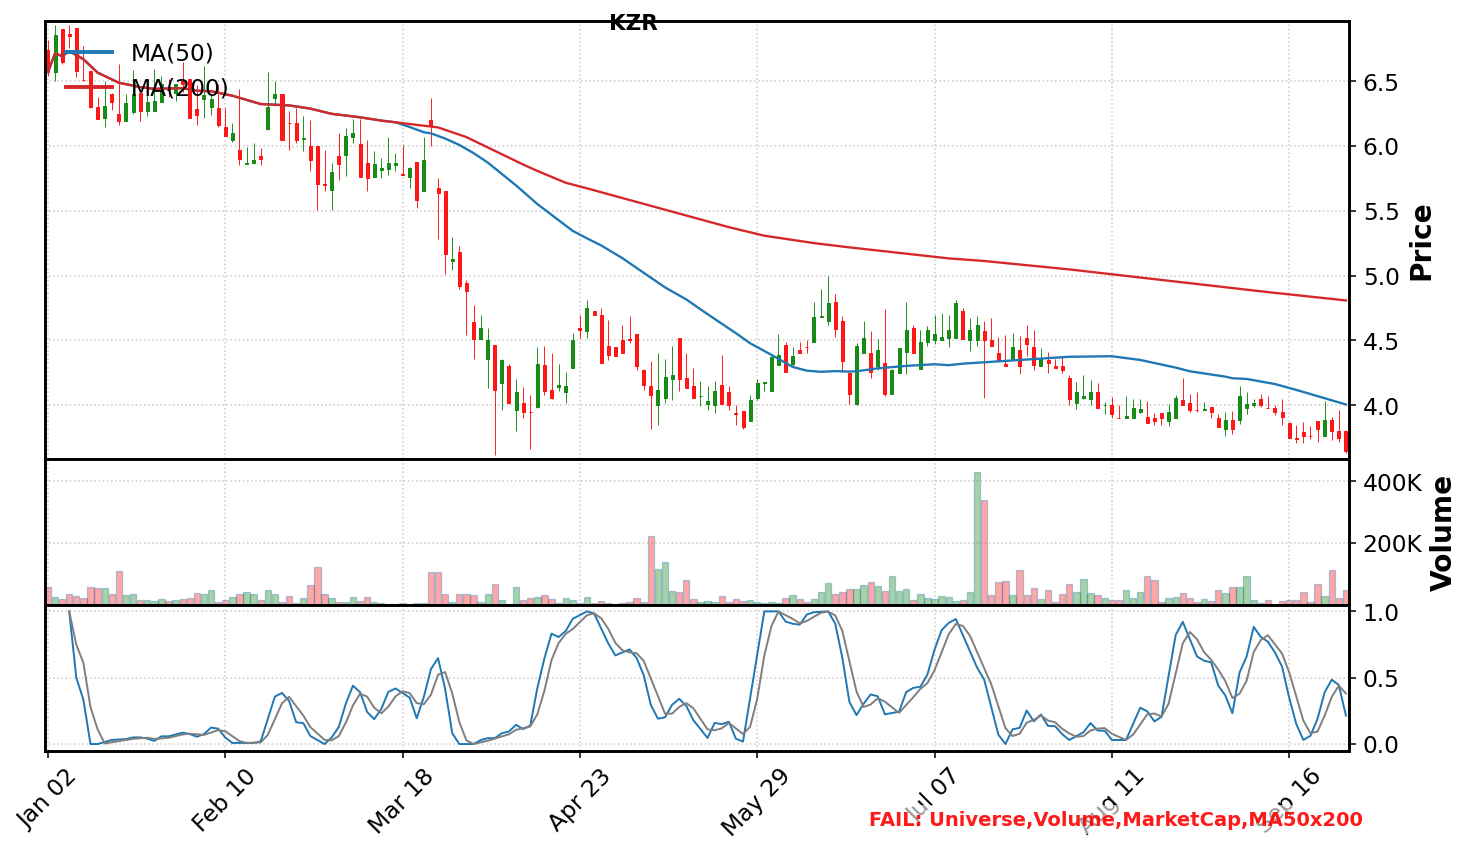 KZR
MA(50)
MA(200)
6.5
6.0
5.5
5.0
4.5
4.0
Price
400K
200K
Volume
1.0
0.5
0.0
Jan 02
Feb 10
Mar 18
Apr 23
May 29
Jul 07
Aug 11
Sep 16
FAIL: Universe,Volume,MarketCap,MA50x200